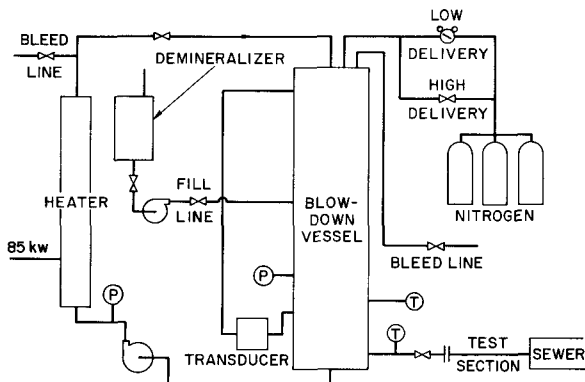 LOW
BLEED
DELIVERY
LINE
DEMINERALIZER
HIGH
DELIVERY
HEATER
FILL
LINE
BLOW-
DOWN
VESSEL
NITROGEN
85 kw
BLEED LINE
P
P
T
T
TRANSDUCER
TEST
SECTION
SEWER